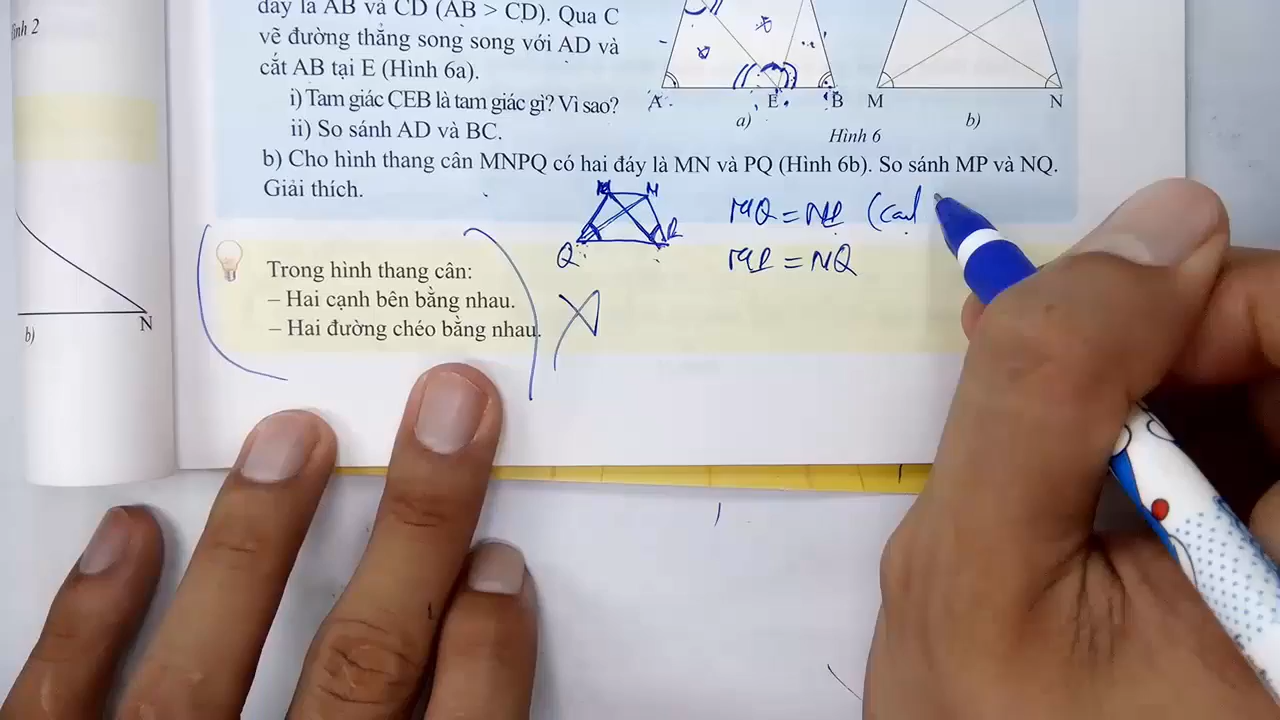 Hình 2
đáy là AB và CD (AB > CD). Qua C
vẽ đường thẳng song song với AD và
cắt AB tại E (Hình 6a).
i) Tam giác CEB là tam giác gì? Vì sao?
ii) So sánh AD và BC.
A E B M N
a) b)
Hình 6
b) Cho hình thang cân MNPQ có hai đáy là MN và PQ (Hình 6b). So sánh MP và NQ.
Giải thích.
Q
MQ = NP (cạ
MP = NQ
Trong hình thang cân:
– Hai cạnh bên bằng nhau.
– Hai đường chéo bằng nhau.
N
b)